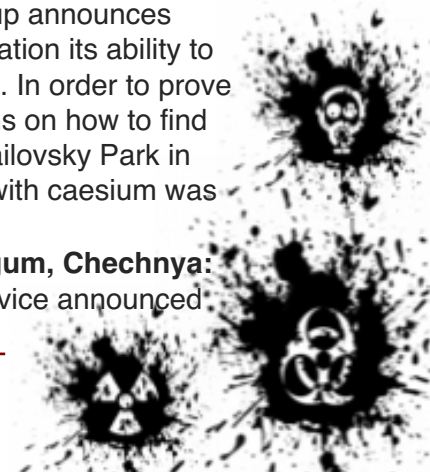 up announces
ation its ability to
. In order to prove
s on how to find
ailovsky Park in
with caesium was
gum, Chechnya:
vice announced